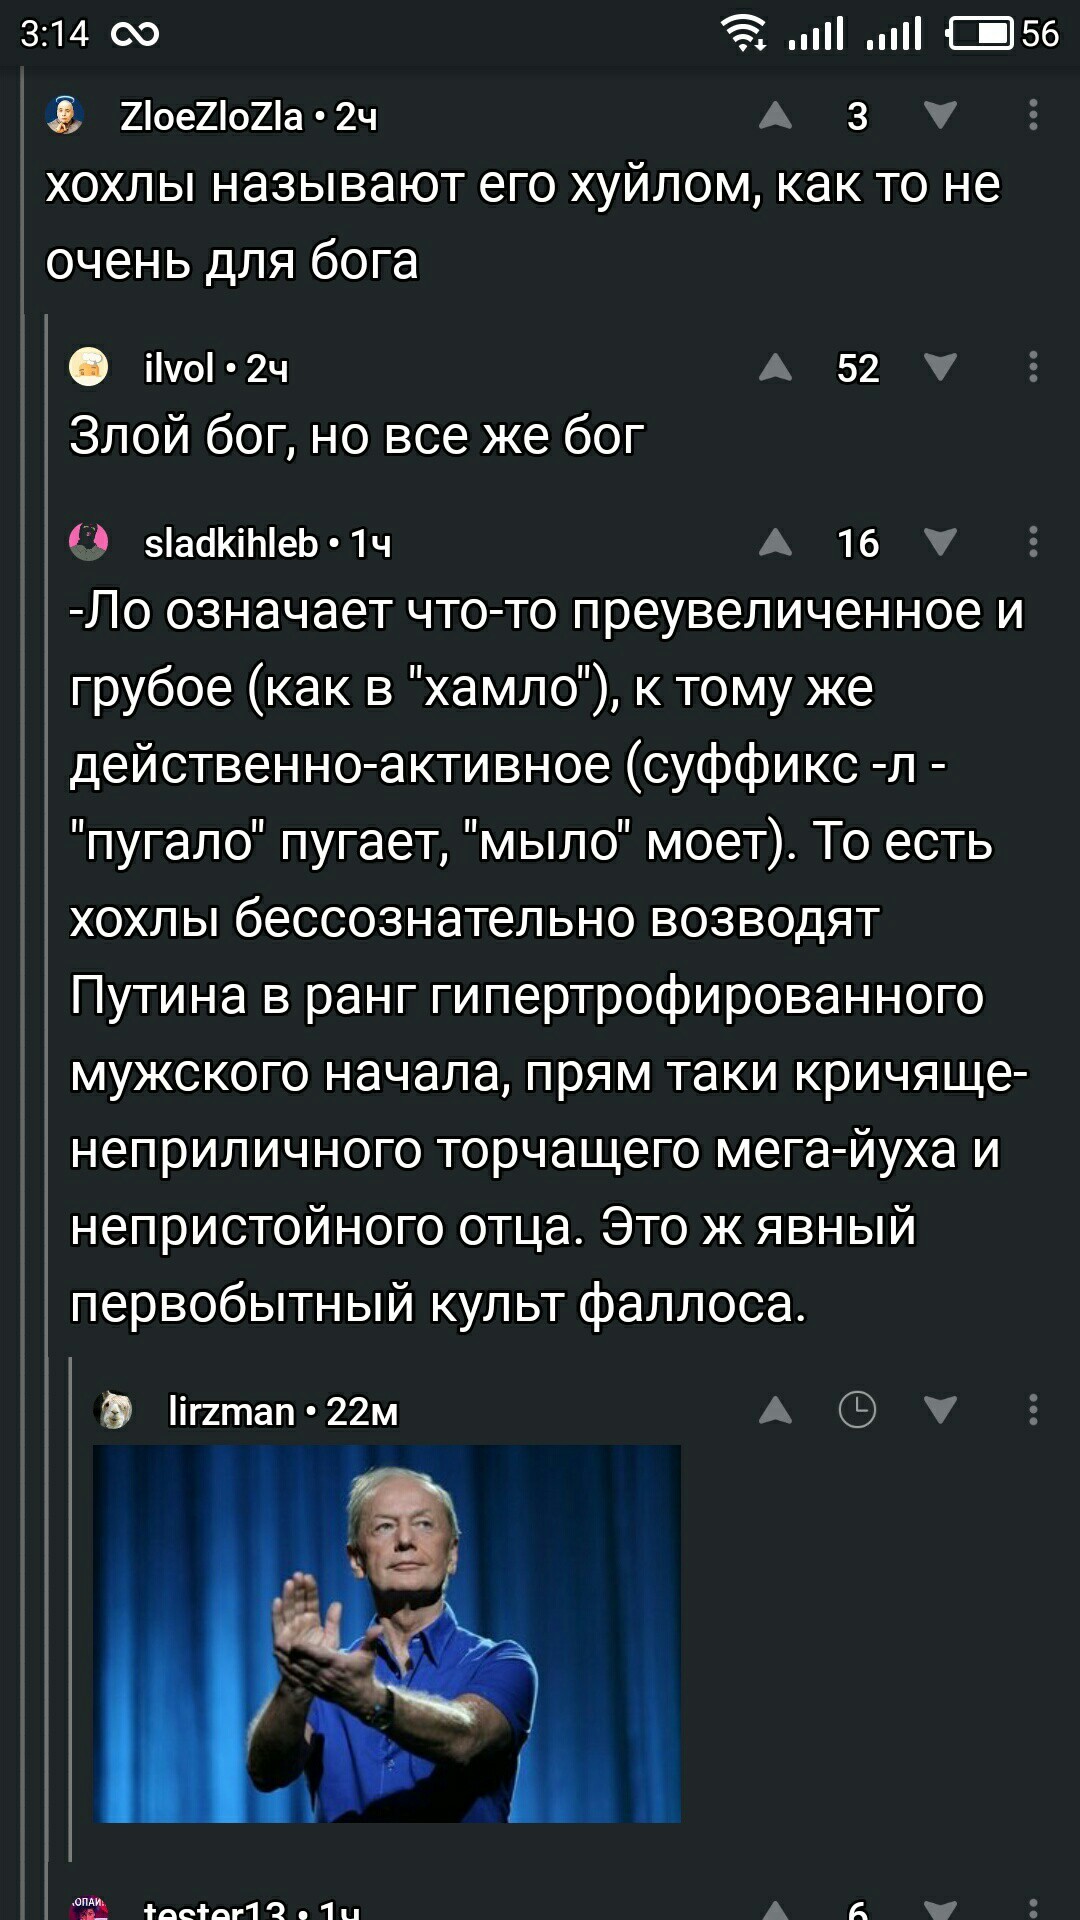 3:14
56
ZloeZloZla • 2ч
3
хохлы называют его хуйлом, как то не
очень для бога
ilvol • 2ч
52
Злой бог, но все же бог
sladkihleb • 1ч
16
-Ло означает что-то преувеличенное и
грубое (как в "хамло"), к тому же
действенно-активное (суффикс -л -
"пугало" пугает, "мыло" моет). То есть
хохлы бессознательно возводят
Путина в ранг гипертрофированного
мужского начала, прям таки кричяще-
неприличного торчащего мега-йуха и
непристойного отца. Это ж явный
первобытный культ фаллоса.
lirzman • 22м
tester13 • 1ч
6